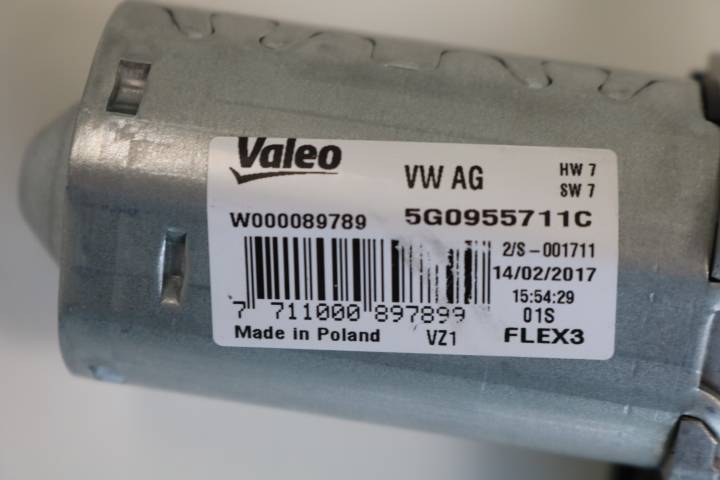 Valeo
VW AG
HW 7
SW 7
W000089789
5G0955711C
2/S-001711
14/02/2017
15:54:29
7 711000 897899
01S
Made in Poland
VZ1
FLEX3